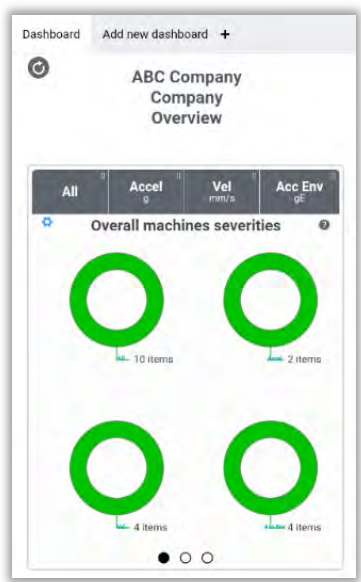 Dashboard Add new dashboard +
ABC Company
Company
Overview
All Accel Vel Acc Env
g mm/s gE
Overall machines severities ?
10 items 2 items
4 items 4 items